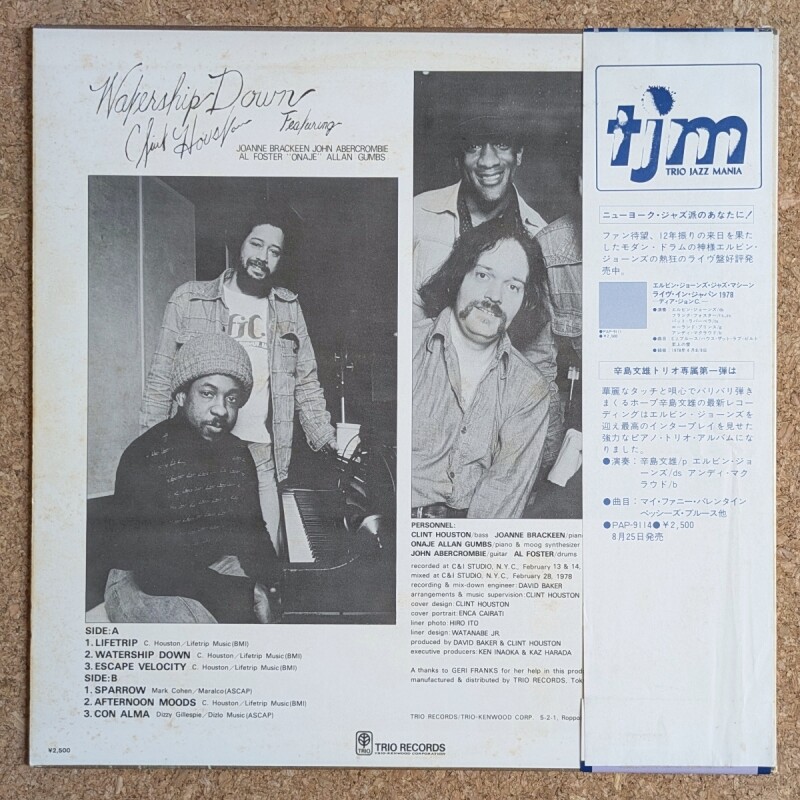 Watership Down
Clint Houston Featuring
JOANNE BRACKEEN JOHN ABERCROMBIE
AL FOSTER "ONAJE" ALLAN GUMBS
SIDE:A
1. LIFETRIP C. Houston/Lifetrip Music(BMI)
2. WATERSHIP DOWN C. Houston/Lifetrip Music(BMI)
3. ESCAPE VELOCITY C. Houston/Lifetrip Music(BMI)
SIDE:B
1. SPARROW Mark Cohen/Maralco(ASCAP)
2. AFTERNOON MOODS C. Houston/Lifetrip Music(BMI)
3. CON ALMA Dizzy Gillespie/Dizlo Music(ASCAP)
¥2,500
TRIO
TRIO RECORDS
TRIO-KENWOOD CORPORATION
PERSONNEL:
CLINT HOUSTON/bass JOANNE BRACKEEN/pian
ONAJE ALLAN GUMBS/piano & moog synthesizer
JOHN ABERCROMBIE/guitar AL FOSTER/drums
recorded at C&I STUDIO, N.Y.C., February 13 & 14,
mixed at C&I STUDIO, N.Y.C., February 28, 1978
recording & mix-down engineer: DAVID BAKER
arrangements & music supervision: CLINT HOUSTON
cover design: CLINT HOUSTON
cover portrait: ENCA CAIRATI
liner photo: HIRO ITO
liner design: WATANABE JR.
produced by DAVID BAKER & CLINT HOUSTON
executive producers: KEN INAOKA & KAZ HARADA
A thanks to GERI FRANKS for her help in this prod
manufactured & distributed by TRIO RECORDS. Tok
TRIO RECORDS/TRIO-KENWOOD CORP. 5-2-1, Roppo
tjm
TRIO JAZZ MANIA
ニューヨーク・ジャズ派のあなたに!
ファン待望、12年振りの来日を果た
したモダン・ドラムの神様エルビン・
ジョーンズの熱狂のライヴ盤好評発
売中。
エルビン・ジョーンズ・ジャズ・マシーン
ライヴ・イン・ジャパン 1978
―ディア・ジョンC.―
●PAP-9111
●¥2,500
辛島文雄トリオ専属第一弾は
華麗なタッチと唄心でバリバリ弾き
まくるホープ辛島文雄の最新レコー
ディングはエルビン・ジョーンズを
迎え最高のインタープレイを見せた
強力なピアノ・トリオ・アルバムにな
りました。
●演奏:辛島文雄/p エルビン・ジョ
ーンズ/ds アンディ・マク
ラウド/b
●曲目:マイ・ファニー・バレンタイン
ベッシーズ・ブルース他
●PAP-9114●¥2,500
8月25日発売